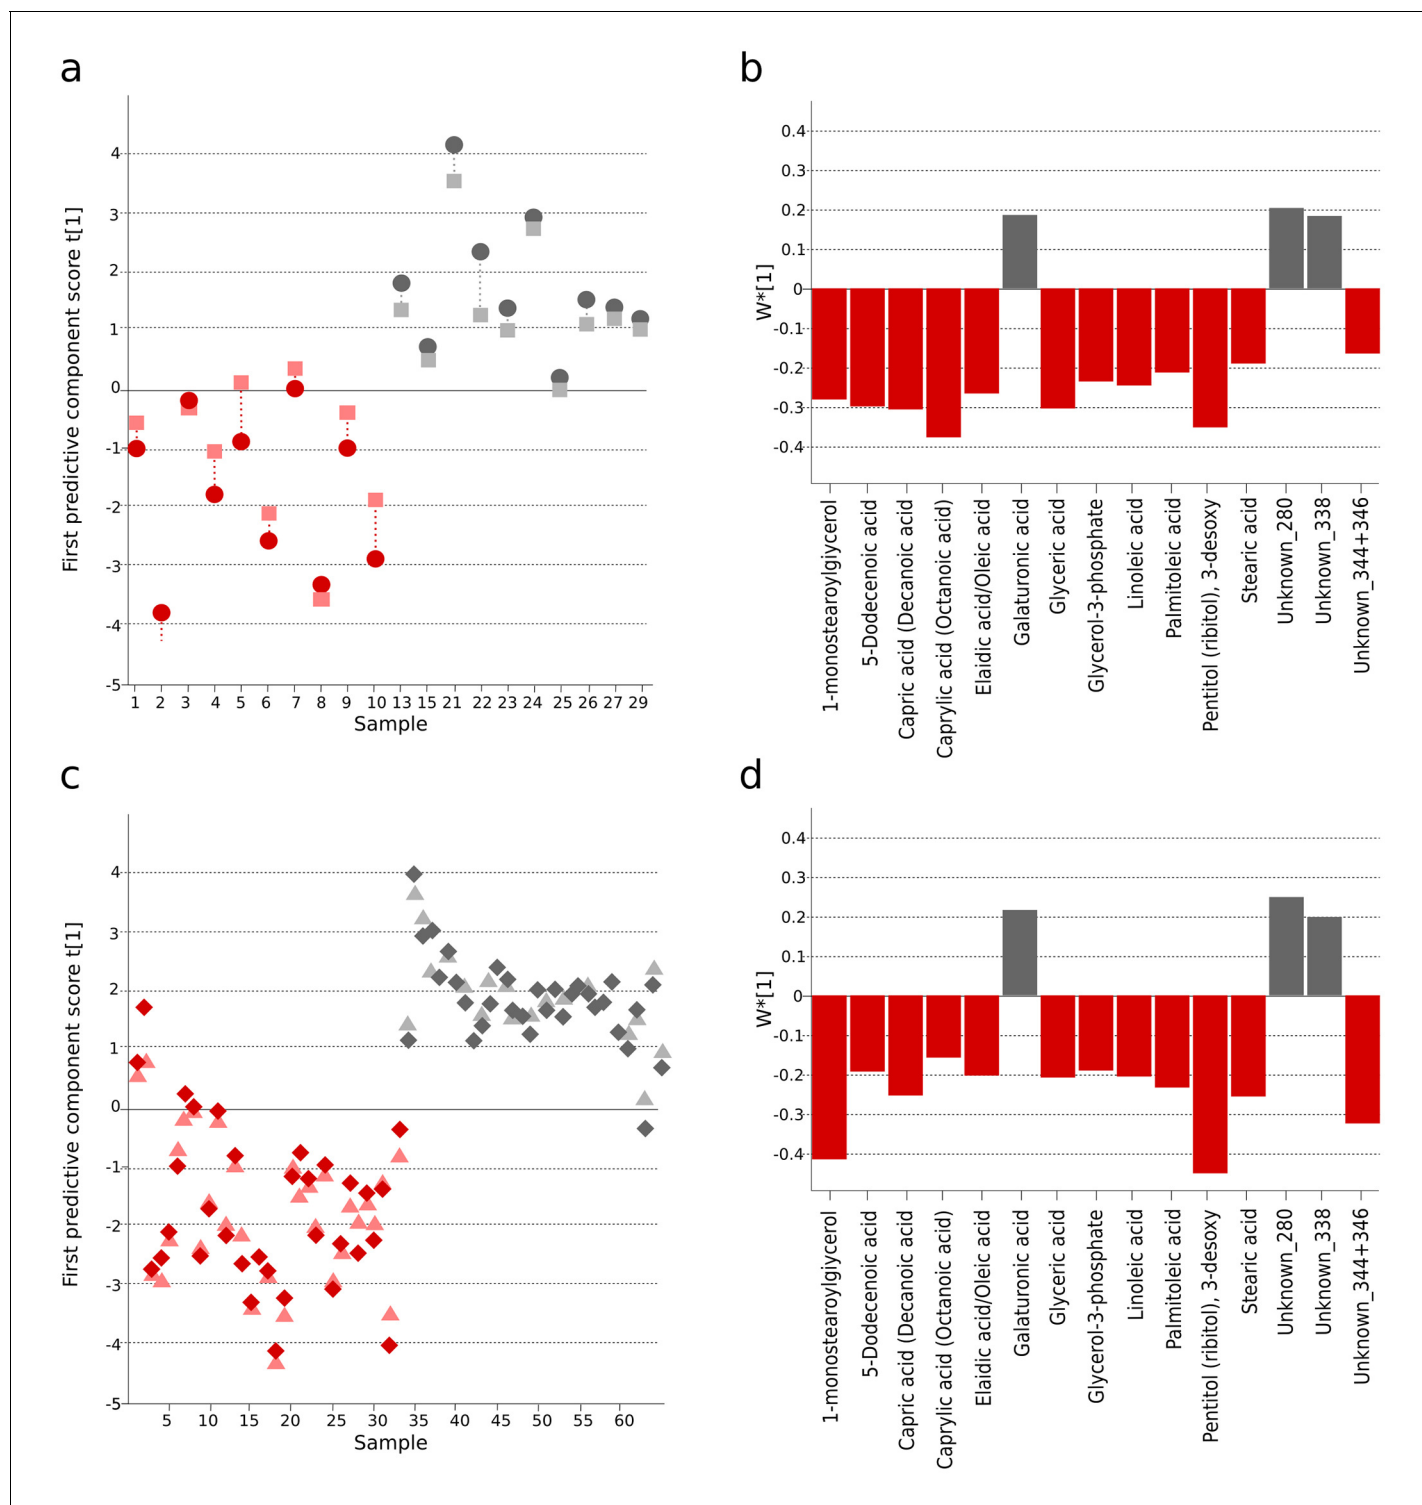 a
First predictive component score t[1]
4
3
2
1
0
-1
-2
-3
-4
-5
1 2 3 4 5 6 7 8 9 10 13 15 21 22 23 24 25 26 27 29
Sample
b
W*[1]
0.4
0.3
0.2
0.1
0
-0.1
-0.2
-0.3
-0.4
1-monostearoylgiycerol
5-Dodecenoic acid
Capric acid (Decanoic acid
Caprylic acid (Octanoic acid)
Elaidic acid/Oleic acid
Galaturonic acid
Glyceric acid
Glycerol-3-phosphate
Linoleic acid
Palmitoleic acid
Pentitol (ribitol), 3-desoxy
Stearic acid
Unknown_280
Unknown_338
Unknown_344+346
c
First predictive component score t[1]
4
3
2
1
0
-1
-2
-3
-4
-5
5 10 15 20 25 30 35 40 45 50 55 60
Sample
d
W*[1]
0.4
0.3
0.2
0.1
0
-0.1
-0.2
-0.3
-0.4
1-monostearoylgiycerol
5-Dodecenoic acid
Capric acid (Decanoic acid
Caprylic acid (Octanoic acid)
Elaidic acid/Oleic acid
Galaturonic acid
Glyceric acid
Glycerol-3-phosphate
Linoleic acid
Palmitoleic acid
Pentitol (ribitol), 3-desoxy
Stearic acid
Unknown_280
Unknown_338
Unknown_344+346